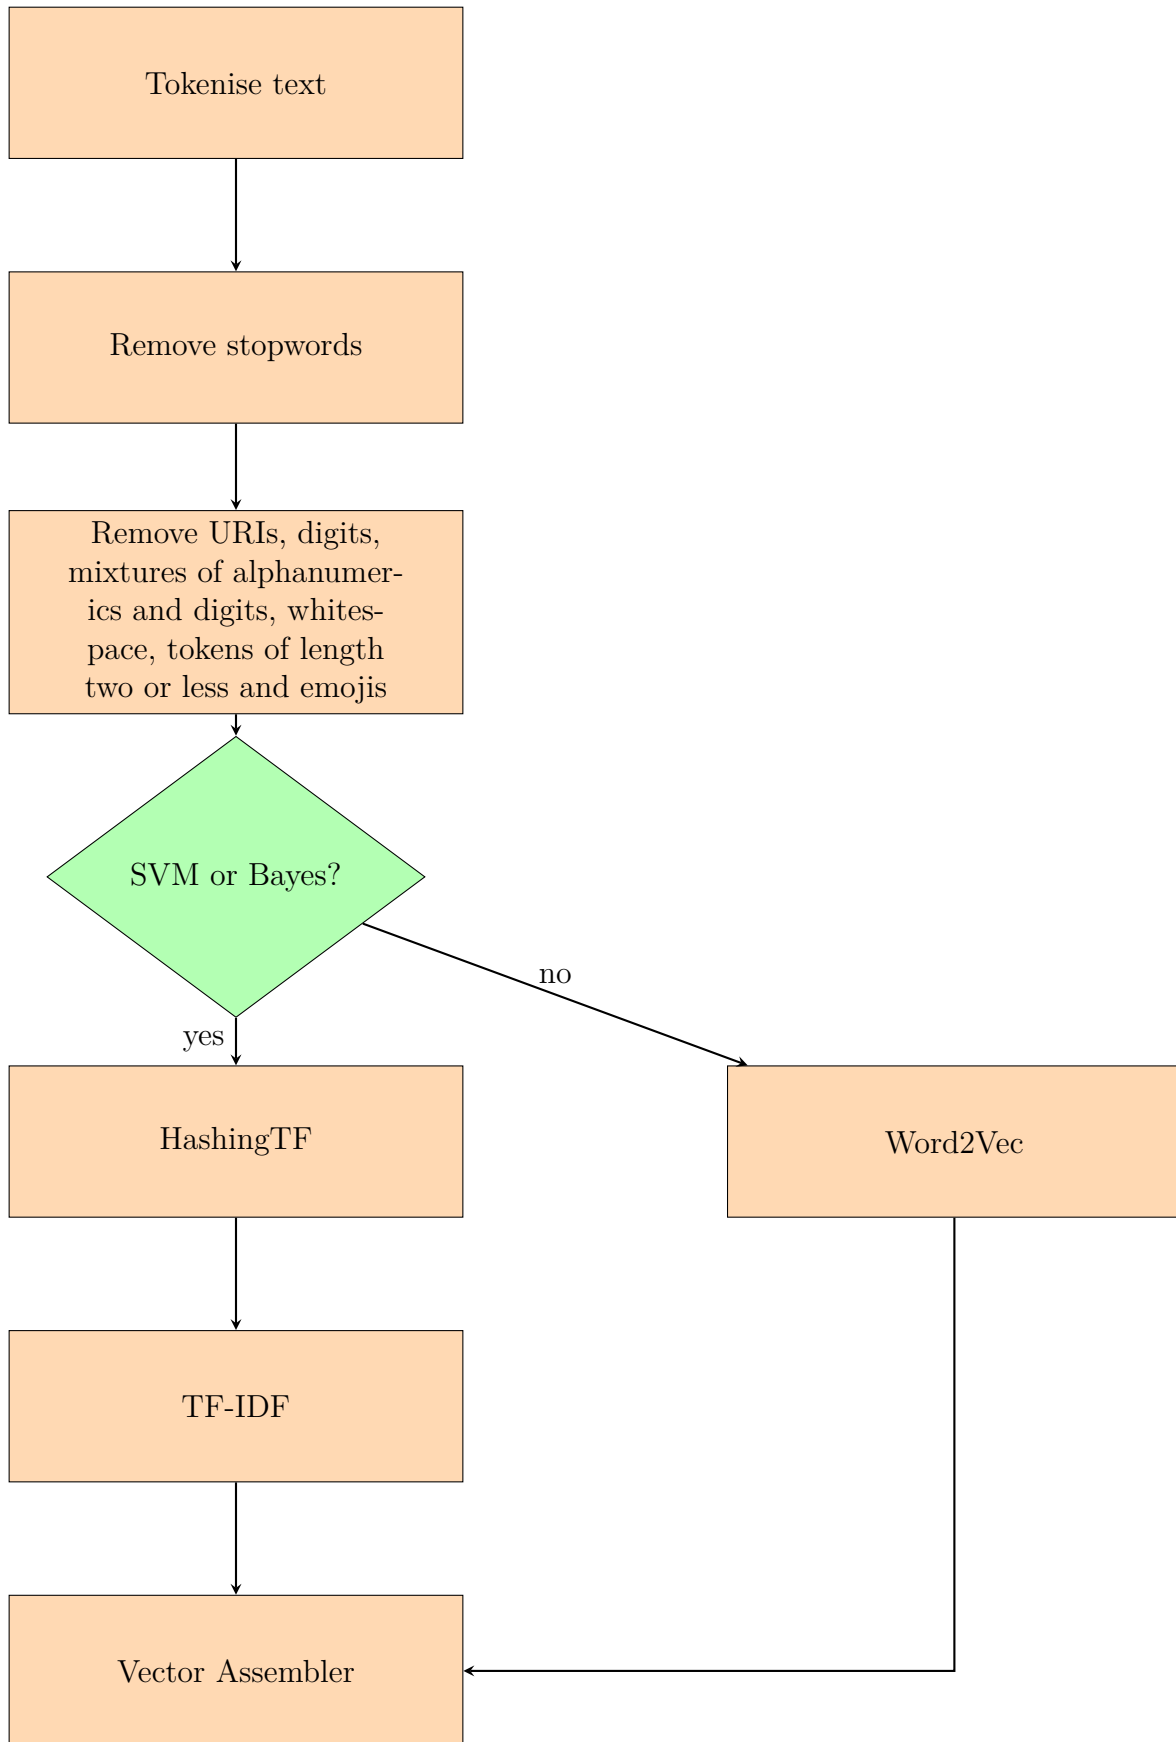 Tokenise text
Remove stopwords
Remove URIs, digits,
mixtures of alphanumer-
ics and digits, whites-
pace, tokens of length
two or less and emojis
SVM or Bayes?
no
yes
HashingTF
Word2Vec
TF-IDF
Vector Assembler